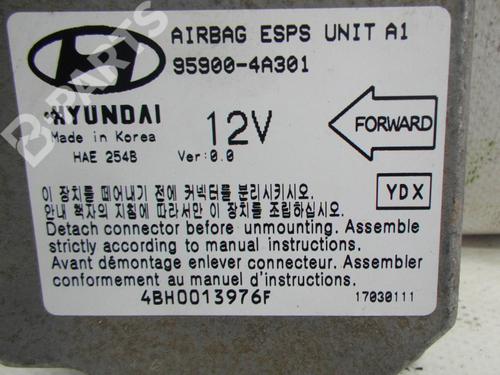 AIRBAG ESPS UNIT A1
95900-4A301
HYUNDAI
Made in Korea
12V
FORWARD
HAE 254B
Ver:0.0
이 장치를 떼어내기 전에 커넥터를 분리시키시오.
안내 책자의 지침에 따라서만 이 장치를 조립하십시오!
YDX
Detach connector before unmounting. Assemble
strictly according to manual instructions.
Avant démontage enlever connecteur. Assembler
conformement au manuel d'instructions.
4BH0013976F
17030111
B-PARTS